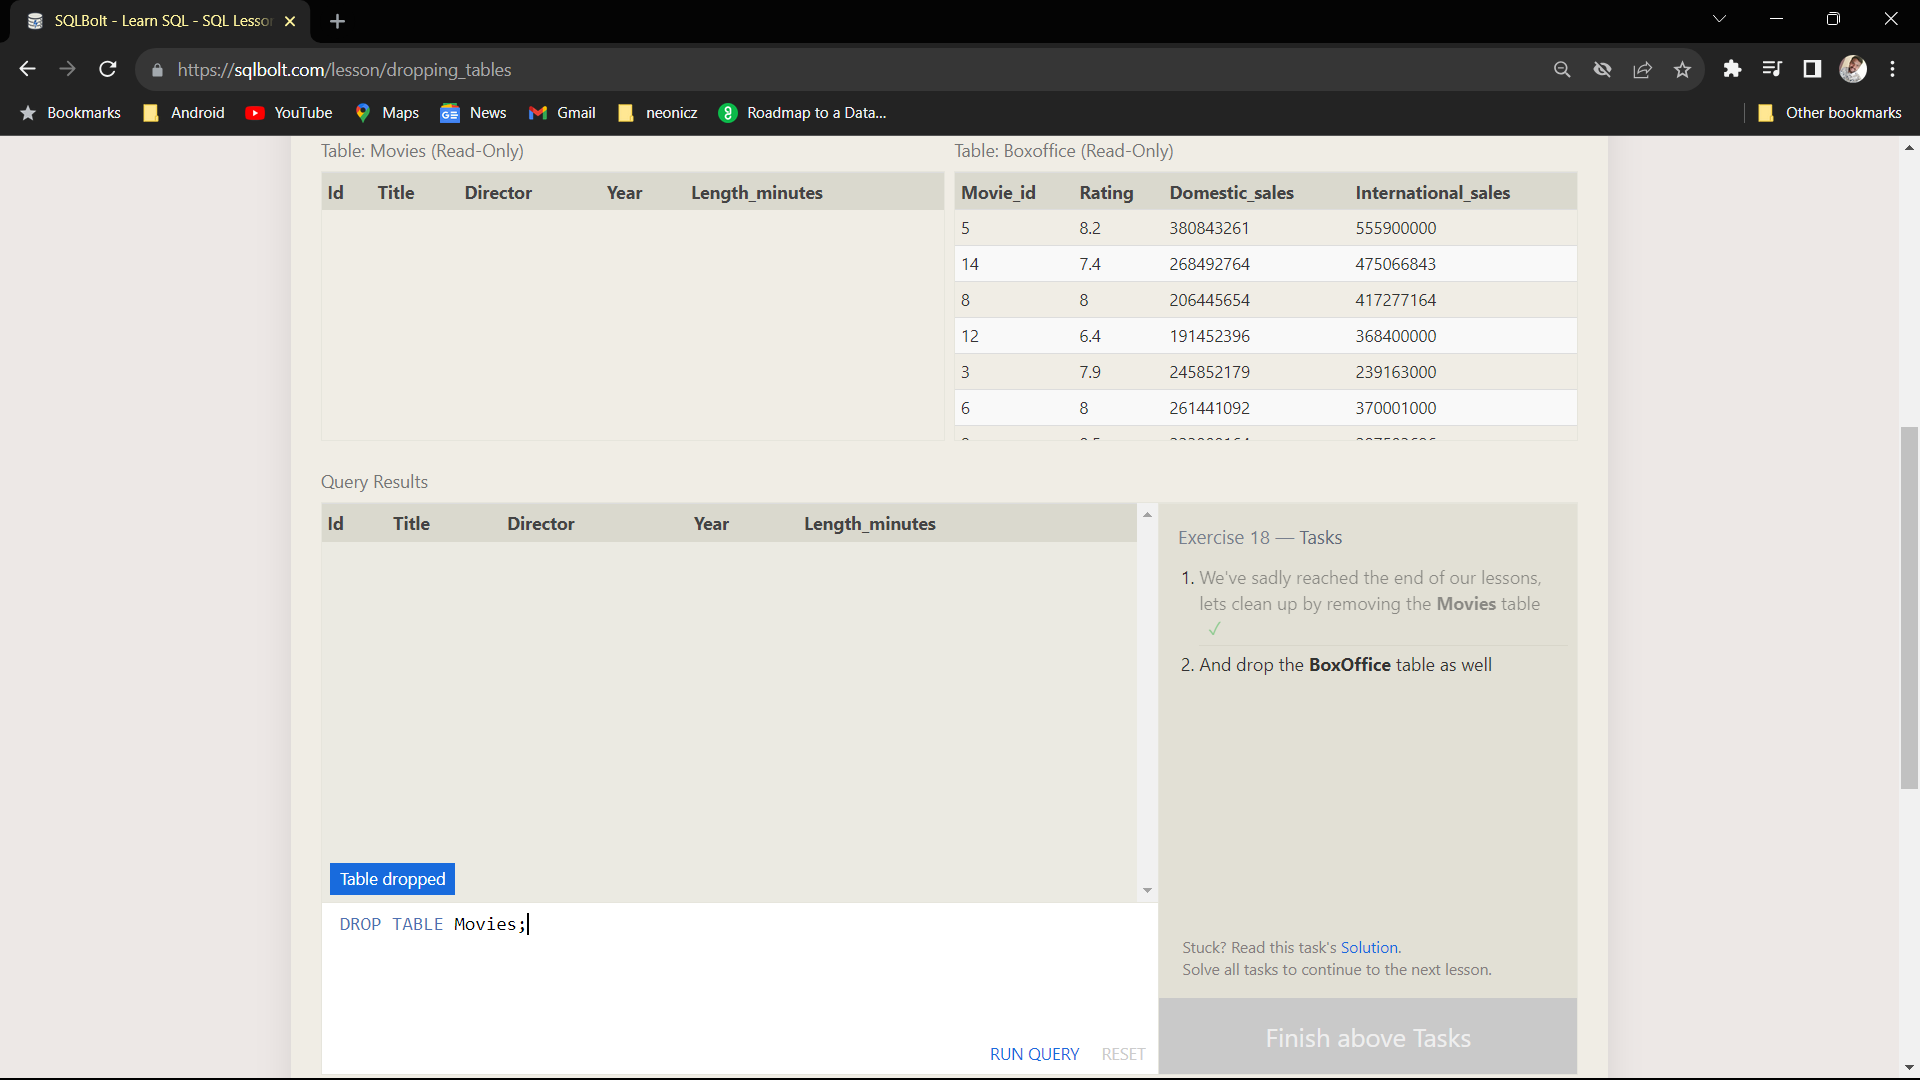 SQLBolt - Learn SQL - SQL Lesso
https://sqlbolt.com/lesson/dropping_tables
Bookmarks Android YouTube Maps News Gmail neonicz Roadmap to a Data... Other bookmarks
Table: Movies (Read-Only)
Id Title Director Year Length_minutes
Table: Boxoffice (Read-Only)
Movie_id Rating Domestic_sales International_sales
5 8.2 380843261 555900000
14 7.4 268492764 475066843
8 8 206445654 417277164
12 6.4 191452396 368400000
3 7.9 245852179 239163000
6 8 261441092 370001000
Query Results
Id Title Director Year Length_minutes
Table dropped
DROP TABLE Movies;
RUN QUERY RESET
Exercise 18 — Tasks
1. We've sadly reached the end of our lessons,
lets clean up by removing the Movies table
✓
2. And drop the BoxOffice table as well
Stuck? Read this task's Solution.
Solve all tasks to continue to the next lesson.
Finish above Tasks